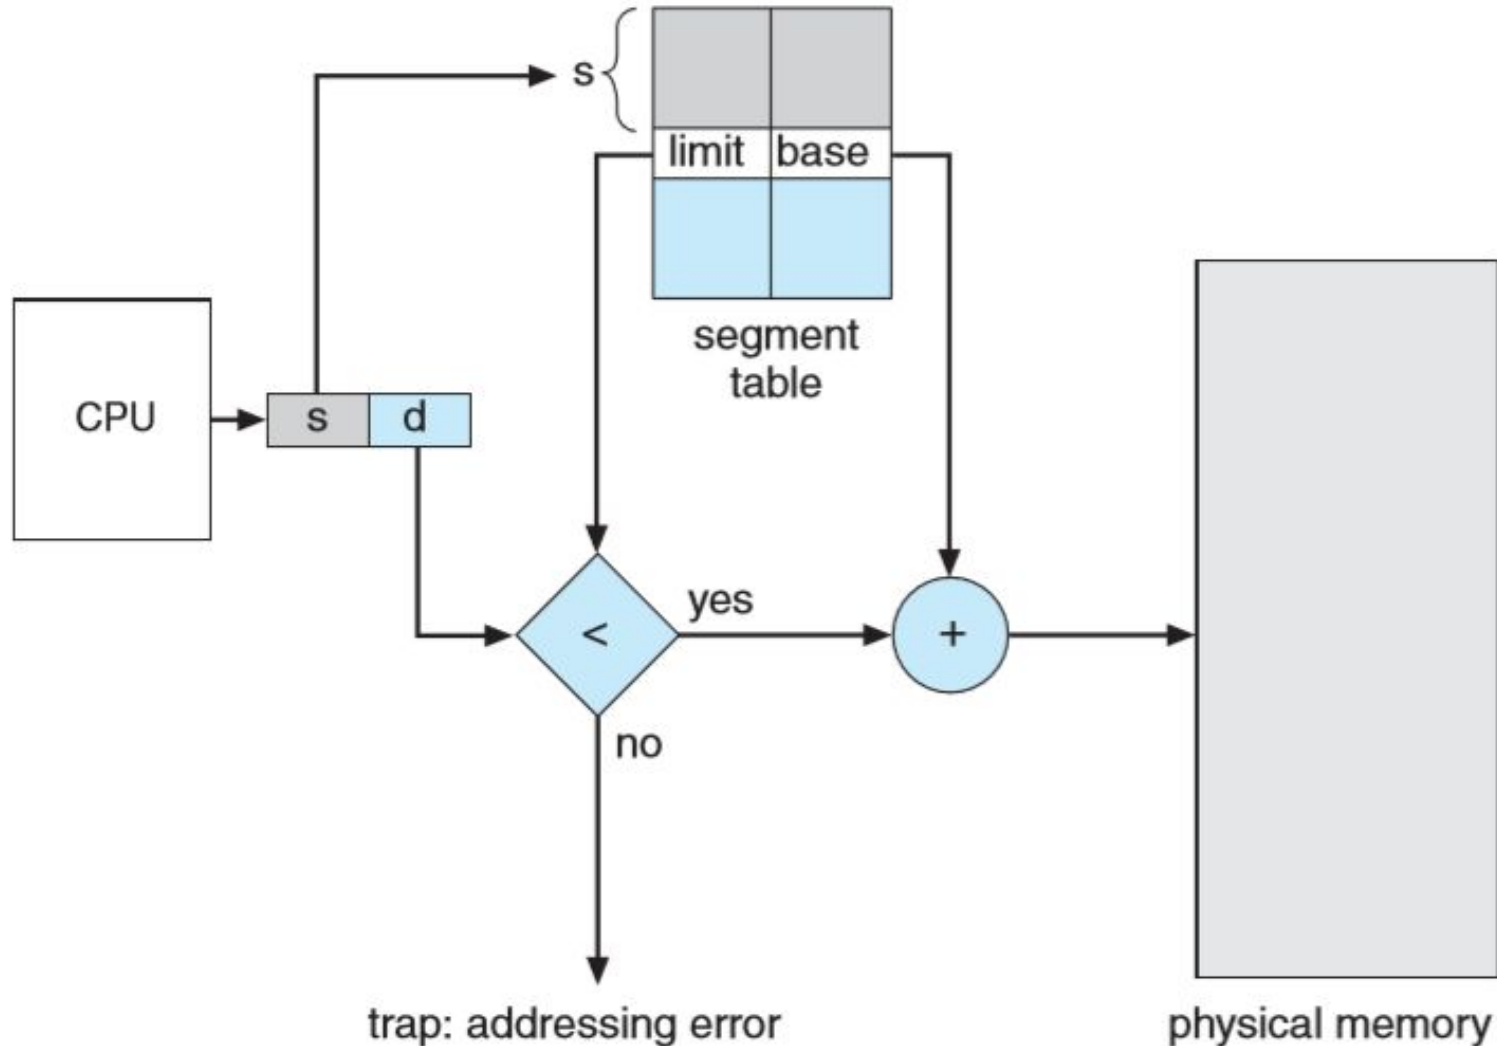 s
limit base
segment
table
CPU
s d
<
yes
+
no
trap: addressing error
physical memory